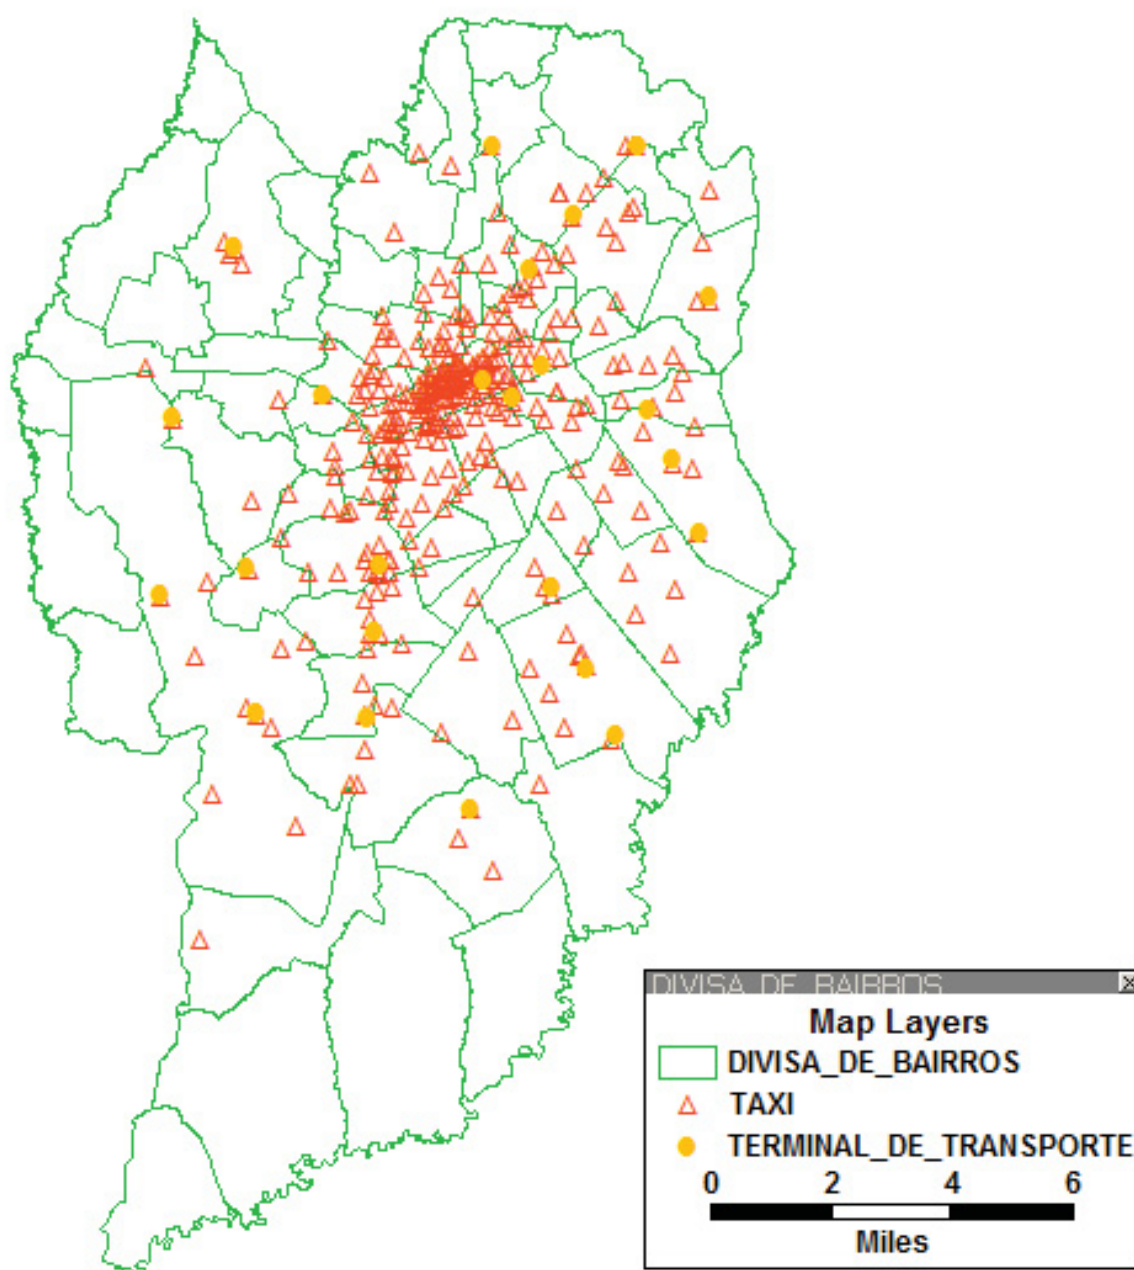 DIVISA_DE_BAIRROS
Map Layers
DIVISA_DE_BAIRROS
TAXI
TERMINAL_DE_TRANSPORTE
0 2 4 6
Miles